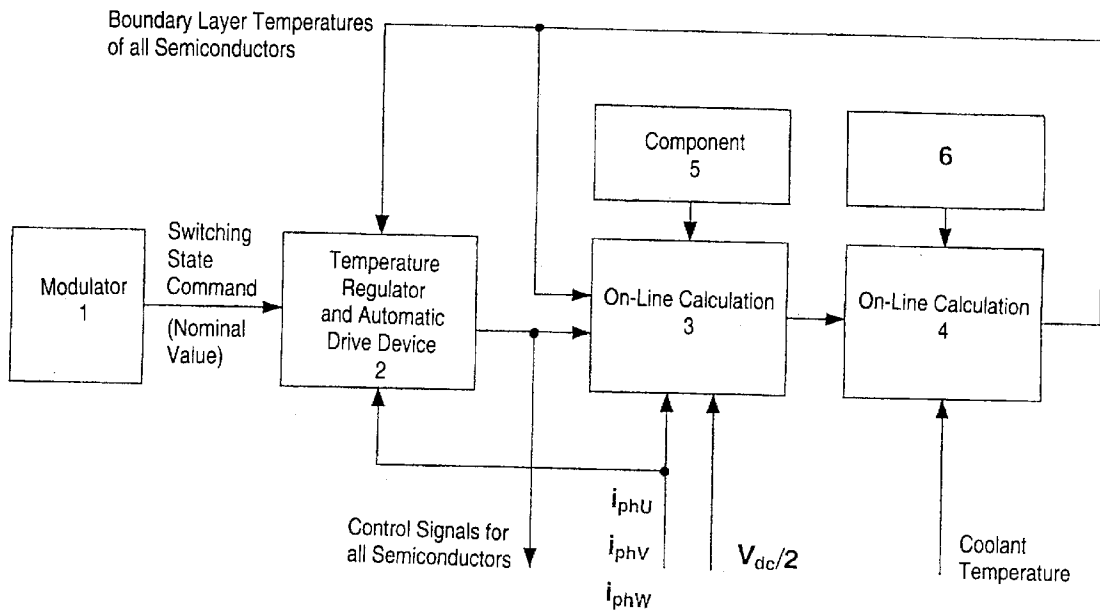 Boundary Layer Temperatures
of all Semiconductors
Component
5
6
Modulator
1
Switching
State
Command
(Nominal
Value)
Temperature
Regulator
and Automatic
Drive Device
2
On-Line Calculation
3
On-Line Calculation
4
Control Signals for
all Semiconductors
iphU
iphV
iphW
Vdc/2
Coolant
Temperature